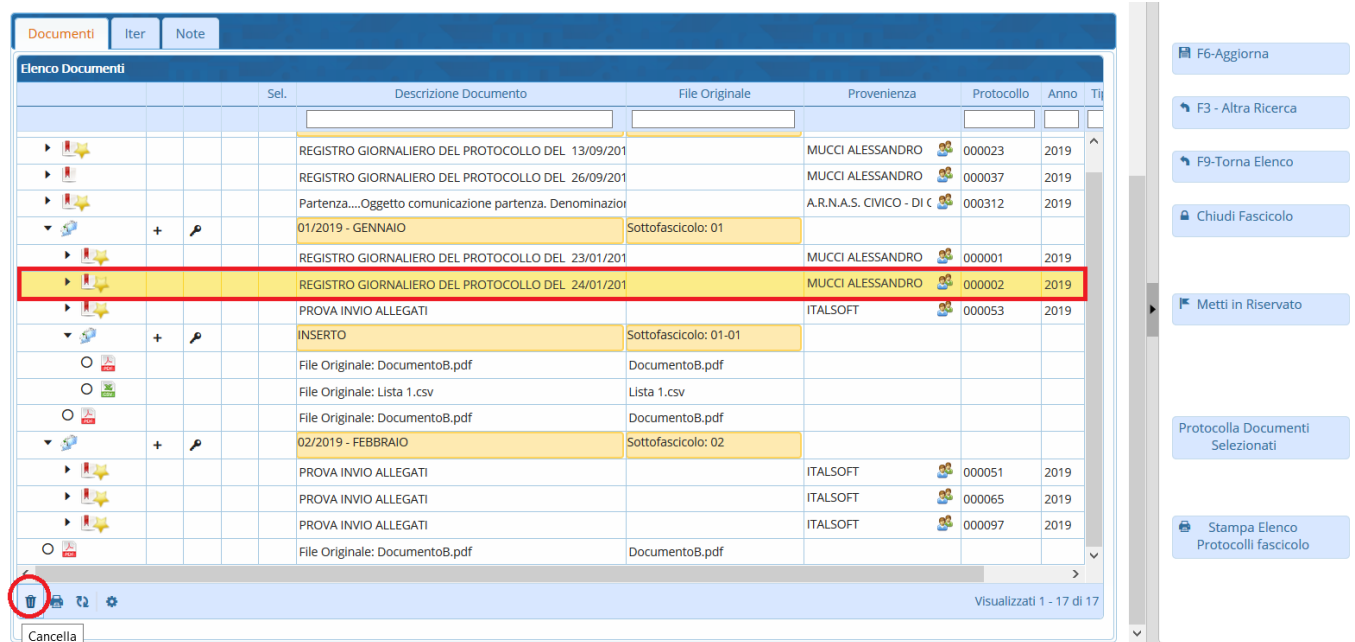 Documenti Iter Note
Elenco Documenti
Sel. Descrizione Documento File Originale Provenienza Protocollo Anno Tip
REGISTRO GIORNALIERO DEL PROTOCOLLO DEL 13/09/201 MUCCI ALESSANDRO 000023 2019
REGISTRO GIORNALIERO DEL PROTOCOLLO DEL 26/09/201 MUCCI ALESSANDRO 000037 2019
Partenza....Oggetto comunicazione partenza. Denominazion A.R.N.A.S. CIVICO - DI C 000312 2019
+ 01/2019 - GENNAIO Sottofascicolo: 01
REGISTRO GIORNALIERO DEL PROTOCOLLO DEL 23/01/201 MUCCI ALESSANDRO 000001 2019
REGISTRO GIORNALIERO DEL PROTOCOLLO DEL 24/01/201 MUCCI ALESSANDRO 000002 2019
PROVA INVIO ALLEGATI ITALSOFT 000053 2019
+ INSERTO Sottofascicolo: 01-01
File Originale: DocumentoB.pdf DocumentoB.pdf
File Originale: Lista 1.csv Lista 1.csv
File Originale: DocumentoB.pdf DocumentoB.pdf
+ 02/2019 - FEBBRAIO Sottofascicolo: 02
PROVA INVIO ALLEGATI ITALSOFT 000051 2019
PROVA INVIO ALLEGATI ITALSOFT 000065 2019
PROVA INVIO ALLEGATI ITALSOFT 000097 2019
File Originale: DocumentoB.pdf DocumentoB.pdf
Visualizzati 1 - 17 di 17
Cancella
F6-Aggiorna
F3 - Altra Ricerca
F9-Torna Elenco
Chiudi Fascicolo
Metti in Riservato
Protocolla Documenti
Selezionati
Stampa Elenco
Protocolli fascicolo